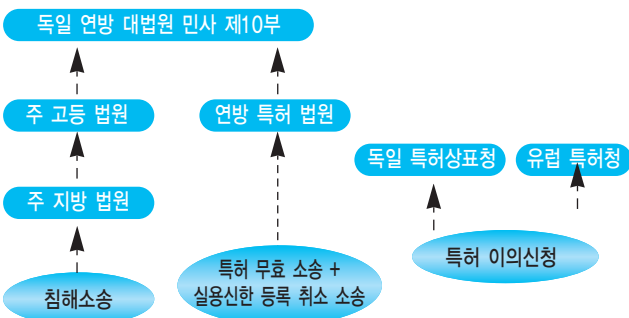 독일 연방 대법원 민사 제10부
주 고등 법원
연방 특허 법원
독일 특허상표청
유럽 특허청
주 지방 법원
특허 이의신청
특허 무효 소송 +
실용신한 등록 취소 소송
침해소송